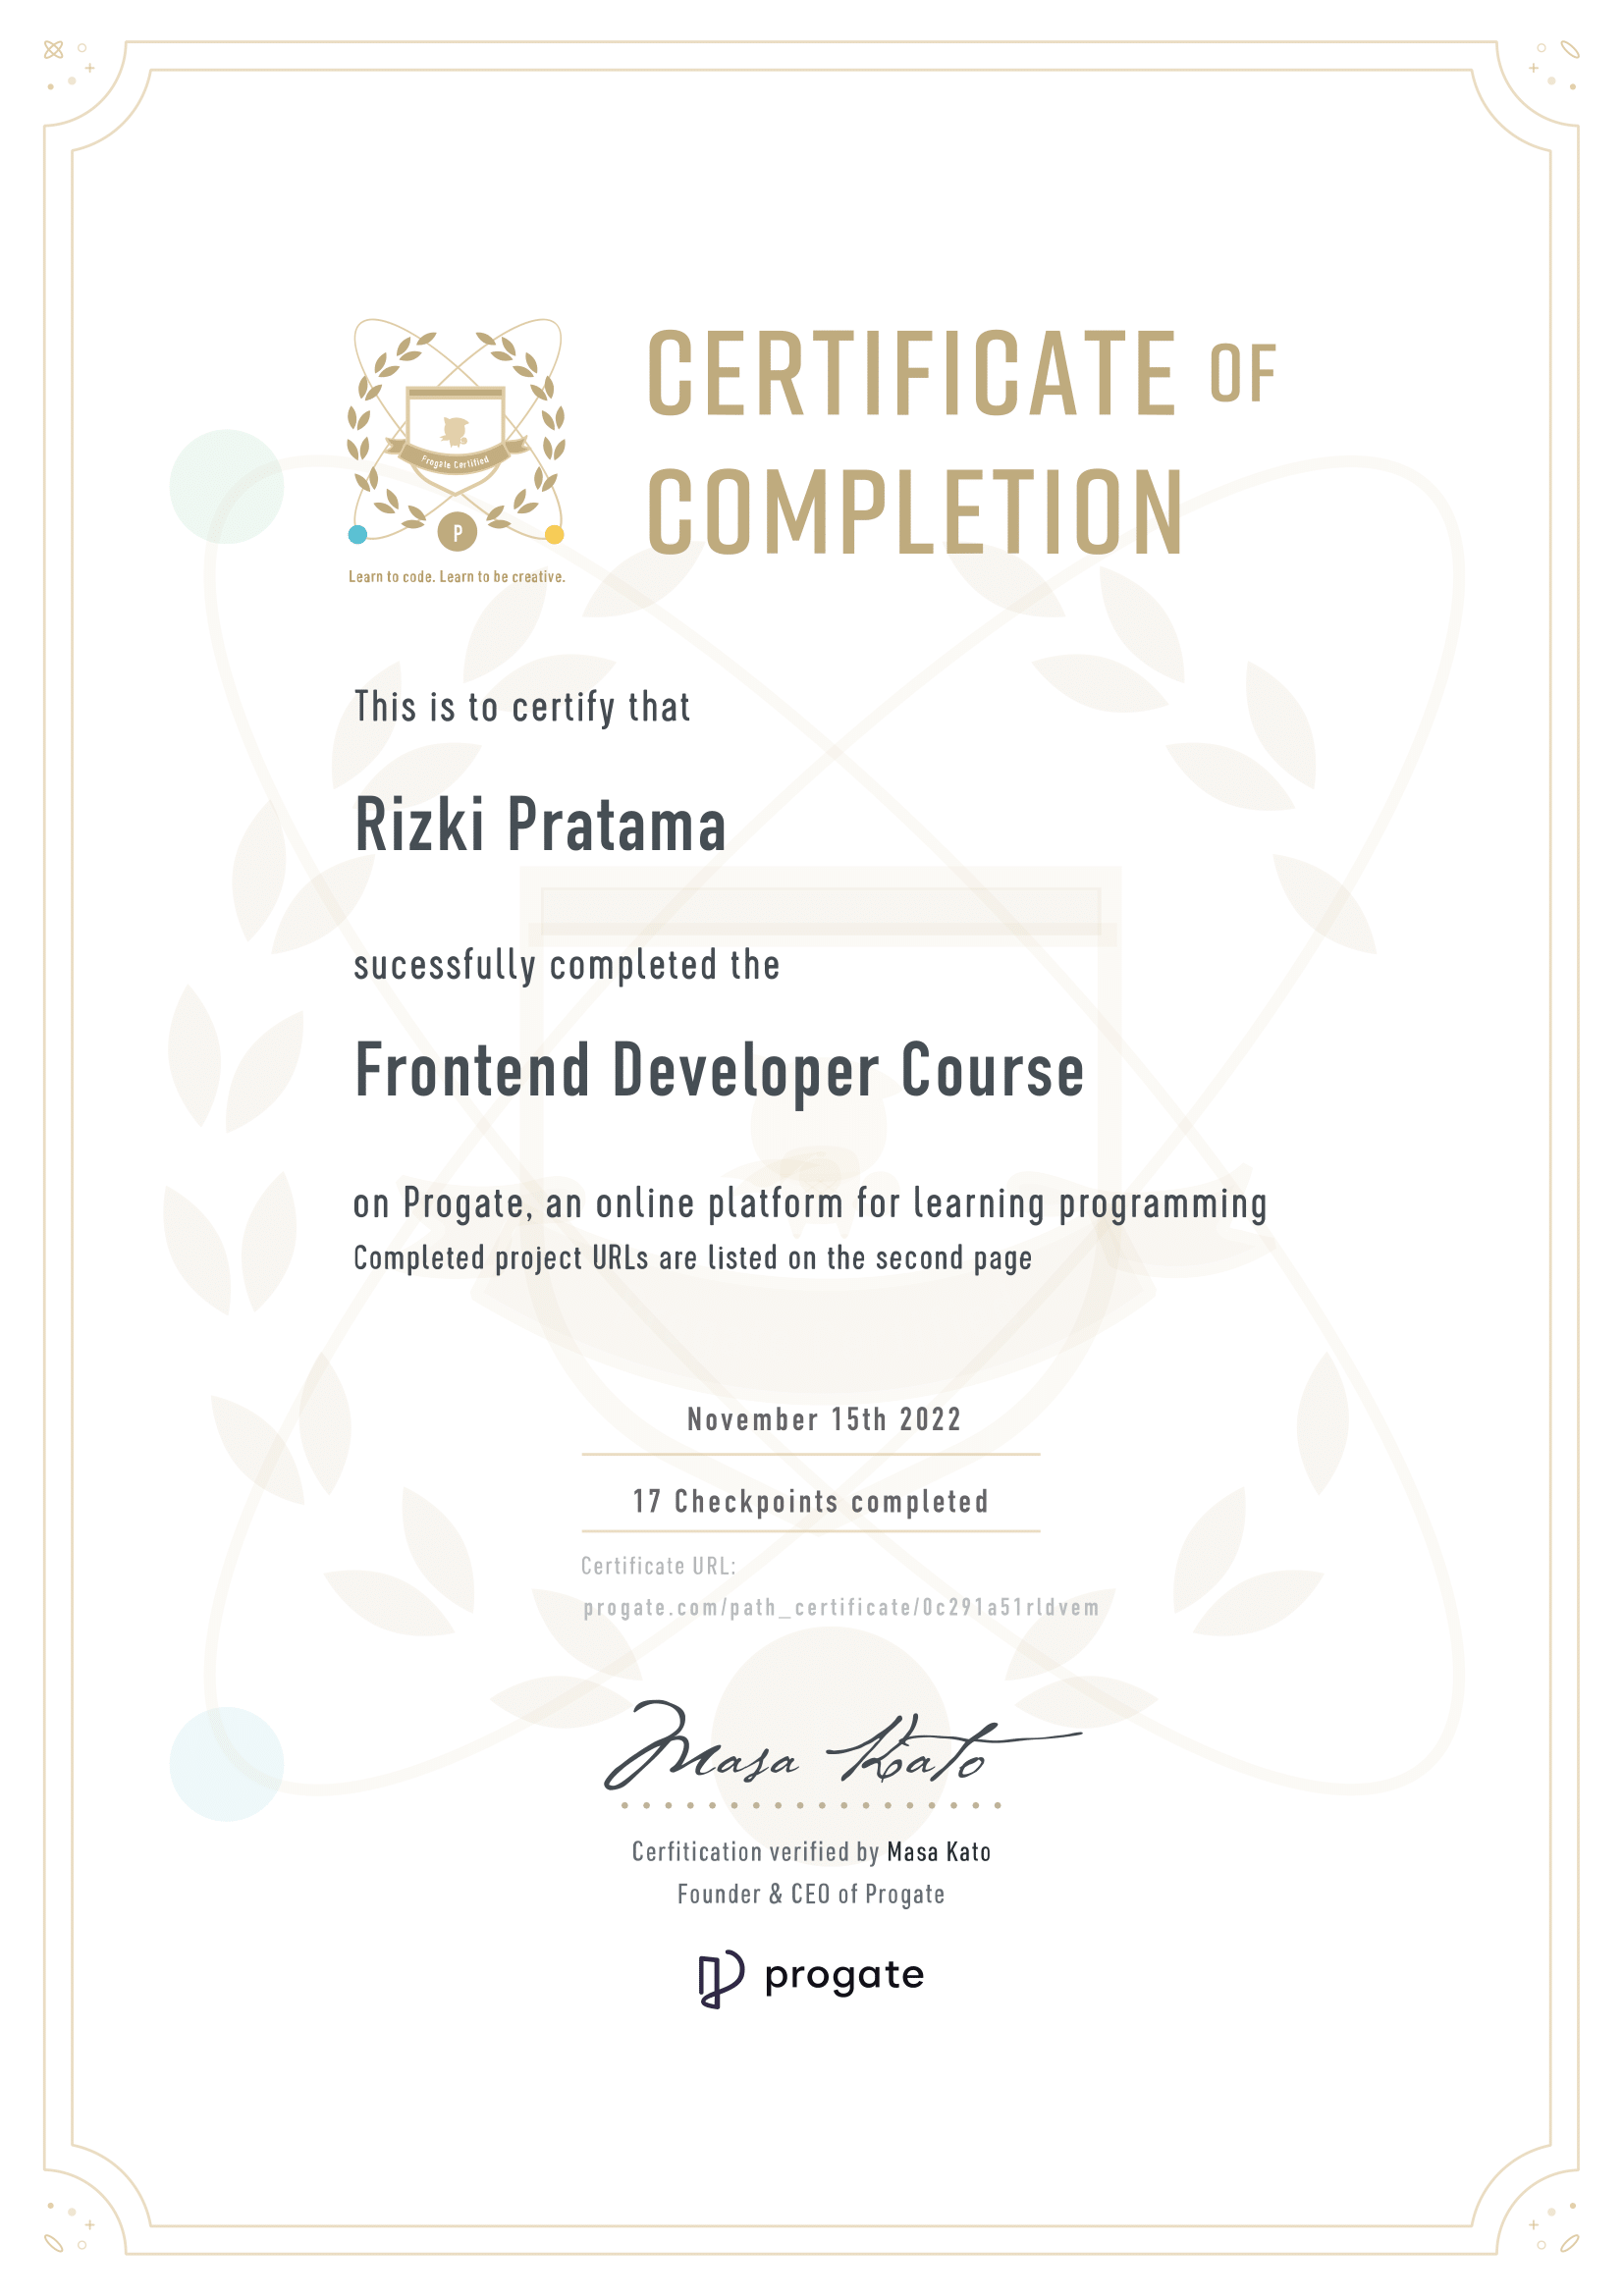 CERTIFICATE OF
COMPLETION
Progate Certified
P
Learn to code. Learn to be creative.
This is to certify that
Rizki Pratama
sucessfully completed the
Frontend Developer Course
on Progate, an online platform for learning programming
Completed project URLs are listed on the second page
November 15th 2022
17 Checkpoints completed
Certificate URL:
progate.com/path_certificate/0c291a51rldvem
Masa Kato
Cerfitication verified by Masa Kato
Founder & CEO of Progate
progate